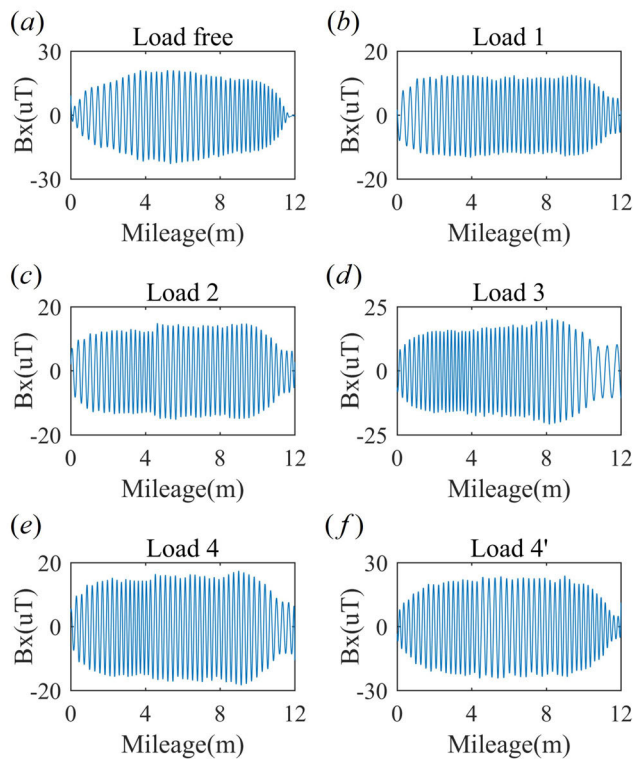 (a) Load free
30
0
-30
Bx(uT)
0 4 8 12
Mileage(m)
(b) Load 1
20
0
-20
Bx(uT)
0 4 8 12
Mileage(m)
(c) Load 2
20
0
-20
Bx(uT)
0 4 8 12
Mileage(m)
(d) Load 3
25
0
-25
Bx(uT)
0 4 8 12
Mileage(m)
(e) Load 4
20
0
-20
Bx(uT)
0 4 8 12
Mileage(m)
(f) Load 4'
30
0
-30
Bx(uT)
0 4 8 12
Mileage(m)